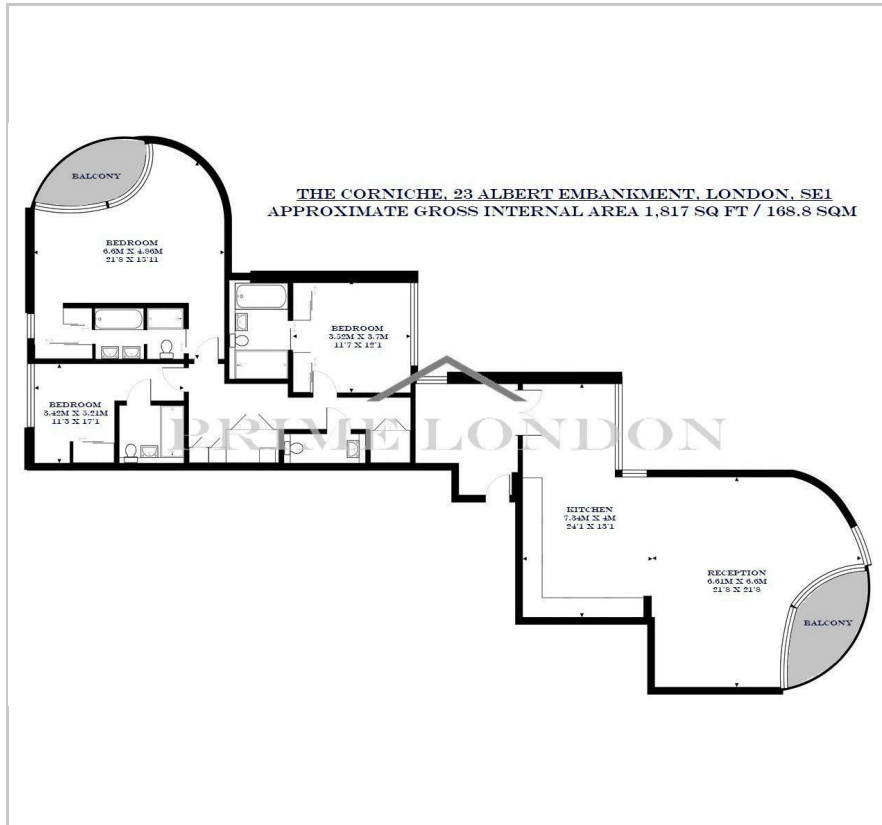 BALCONY
THE CORNICHE, 23 ALBERT EMBANKMENT, LONDON, SE1
APPROXIMATE GROSS INTERNAL AREA 1,817 SQ FT / 168.8 SQM
BEDROOM
6.6M X 4.86M
21'8 X 15'11
BEDROOM
3.52M X 3.7M
11'7 X 12'1
BEDROOM
3.42M X 5.21M
11'3 X 17'1
PRIME LONDON
KITCHEN
7.34M X 4M
24'1 X 13'1
RECEPTION
6.61M X 6.6M
21'8 X 21'8
BALCONY